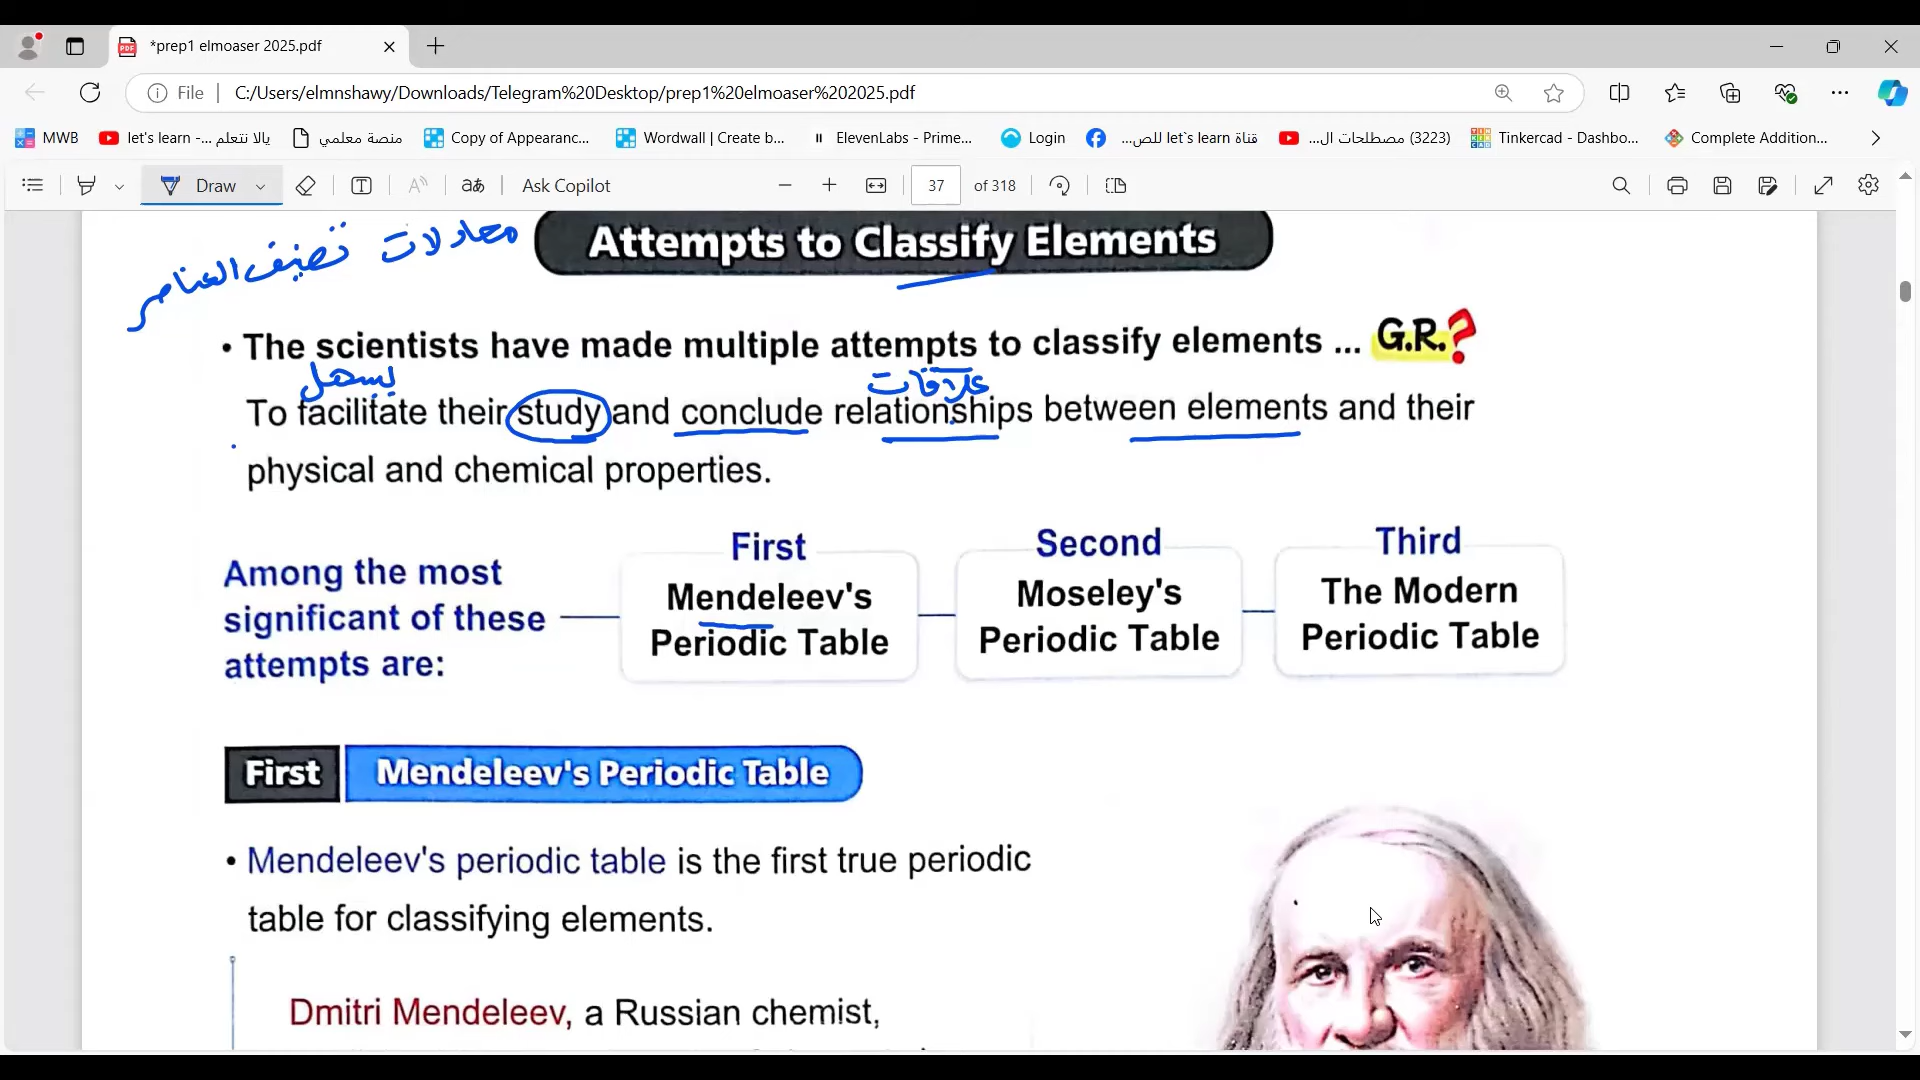 *prep1 elmoaser 2025.pdf
File
C:/Users/elmnshawy/Downloads/Telegram%20Desktop/prep1%20elmoaser%202025.pdf
MWB
let's learn -... يالا نتعلم
منصة معلمي
Copy of Appearanc...
Wordwall | Create b...
ElevenLabs - Prime...
Login
قناة let`s learn للص...
(3223) مصطلحات ال...
Tinkercad - Dashbo...
Complete Addition...
Draw
Ask Copilot
37 of 318
محاولات تصنيف العناصر
Attempts to Classify Elements
• The scientists have made multiple attempts to classify elements ... G.R.?
يسهل
علاقات
To facilitate their study and conclude relationships between elements and their
physical and chemical properties.
Among the most
significant of these
attempts are:
First
Mendeleev's
Periodic Table
Second
Moseley's
Periodic Table
Third
The Modern
Periodic Table
First Mendeleev's Periodic Table
• Mendeleev's periodic table is the first true periodic
table for classifying elements.
Dmitri Mendeleev, a Russian chemist,